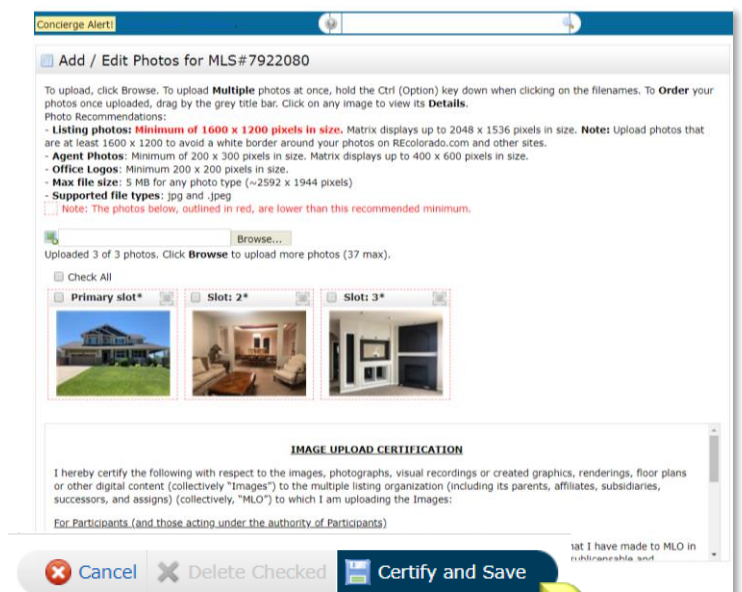 Concierge Alert!
Add / Edit Photos for MLS#7922080
To upload, click Browse. To upload Multiple photos at once, hold the Ctrl (Option) key down when clicking on the filenames. To Order your
photos once uploaded, drag by the grey title bar. Click on any image to view its Details.
Photo Recommendations:
- Listing photos: Minimum of 1600 x 1200 pixels in size. Matrix displays up to 2048 x 1536 pixels in size. Note: Upload photos that
are at least 1600 x 1200 to avoid a white border around your photos on REcolorado.com and other sites.
- Agent Photos: Minimum of 200 x 300 pixels in size. Matrix displays up to 400 x 600 pixels in size.
- Office Logos: Minimum 200 x 200 pixels in size.
- Max file size: 5 MB for any photo type (~2592 x 1944 pixels)
- Supported file types: jpg and .jpeg
Note: The photos below, outlined in red, are lower than this recommended minimum.
Browse...
Uploaded 3 of 3 photos. Click Browse to upload more photos (37 max).
Check All
Primary slot* Slot: 2* Slot: 3*
IMAGE UPLOAD CERTIFICATION
I hereby certify the following with respect to the images, photographs, visual recordings or created graphics, renderings, floor plans
or other digital content (collectively "Images") to the multiple listing organization (including its parents, affiliates, subsidiaries,
successors, and assigns) (collectively, "MLO") to which I am uploading the Images:
For Participants (and those acting under the authority of Participants)
that I have made to MLO in
Cancel Delete Checked Certify and Save